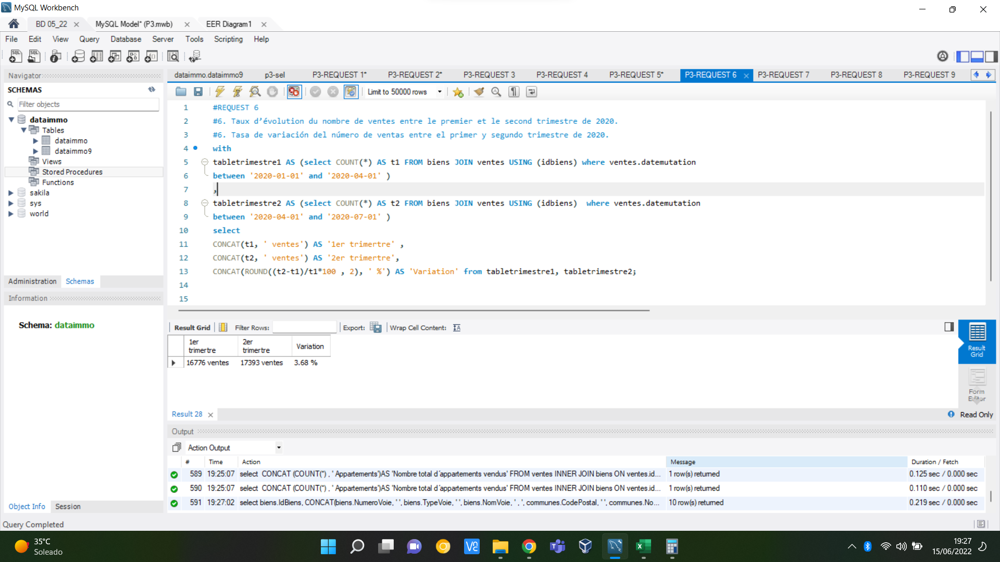 MySQL Workbench
BD 05_22
MySQL Model* (P3.mwb)
EER Diagram1
File Edit View Query Database Server Tools Scripting Help
Navigator
SCHEMAS
Filter objects
dataimmo
Tables
dataimmo
dataimmo9
Views
Stored Procedures
Functions
sakila
sys
world
Administration Schemas
Information
Schema: dataimmo
Object Info Session
dataimmo.dataimmo9 p3-sel P3-REQUEST 1* P3-REQUEST 2* P3-REQUEST 3 P3-REQUEST 4 P3-REQUEST 5* P3-REQUEST 6 P3-REQUEST 7 P3-REQUEST 8 P3-REQUEST 9
Limit to 50000 rows
1 #REQUEST 6
2 #6. Taux d’évolution du nombre de ventes entre le premier et le second trimestre de 2020.
3 #6. Tasa de variación del número de ventas entre el primer y segundo trimestre de 2020.
4 with
5 tabletrimestre1 AS (select COUNT(*) AS t1 FROM biens JOIN ventes USING (idbiens) where ventes.datemutation
6 between '2020-01-01' and '2020-04-01' )
7 ,
8 tabletrimestre2 AS (select COUNT(*) AS t2 FROM biens JOIN ventes USING (idbiens)  where ventes.datemutation
9 between '2020-04-01' and '2020-07-01' )
10 select
11 CONCAT(t1, ' ventes') AS '1er trimertre' ,
12 CONCAT(t2, ' ventes') AS '2er trimertre',
13 CONCAT(ROUND((t2-t1)/t1*100 , 2), ' %') AS 'Variation' from tabletrimestre1, tabletrimestre2;
14
15
Result Grid Filter Rows: Export: Wrap Cell Content:
1er trimertre 2er trimertre Variation
16776 ventes 17393 ventes 3.68 %
Result Grid
Form Editor
Result 28
Read Only
Output
Action Output
# Time Action Message Duration / Fetch
589 19:25:07 select CONCAT (COUNT(*) , ' Appartements')AS 'Nombre total d´appartements vendus' FROM ventes INNER JOIN biens ON ventes.id... 1 row(s) returned 0.125 sec / 0.000 sec
590 19:25:07 select CONCAT (COUNT(*) , ' Appartements')AS 'Nombre total d´appartements vendus' FROM ventes INNER JOIN biens ON ventes.id... 1 row(s) returned 0.110 sec / 0.000 sec
591 19:27:02 select biens.IdBiens, CONCAT(biens.NumeroVoie, ' ', biens.TypeVoie, ' ', biens.NomVoie, ' , ', communes.CodePostal, ' ', communes.No... 10 row(s) returned 0.219 sec / 0.000 sec
Query Completed
35°C
Soleado
19:27
15/06/2022